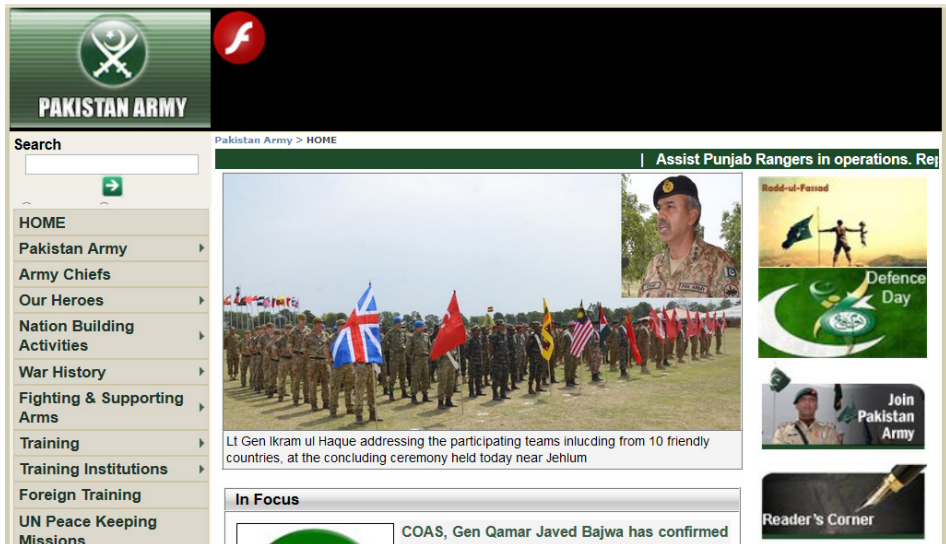 PAKISTAN ARMY
Search
Pakistan Army > HOME
| Assist Punjab Rangers in operations. Rep
HOME
Pakistan Army
Army Chiefs
Our Heroes
Nation Building
Activities
War History
Fighting & Supporting
Arms
Training
Training Institutions
Foreign Training
UN Peace Keeping
Missions
Lt Gen Ikram ul Haque addressing the participating teams inlucding from 10 friendly
countries, at the concluding ceremony held today near Jehlum
In Focus
COAS, Gen Qamar Javed Bajwa has confirmed
Radd-ul-Fassad
Defence
Day
Join
Pakistan
Army
Reader's Corner